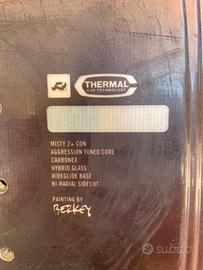 THERMAL
CAP TECHNOLOGY
MISTY 2+ CON
AGGRESSION TUNED CORE
CARBONEX
HYBRID GLASS
RIDEGLIDE BASE
BI-RADIAL SIDECUT
PAINTING BY
BERKEY
subito